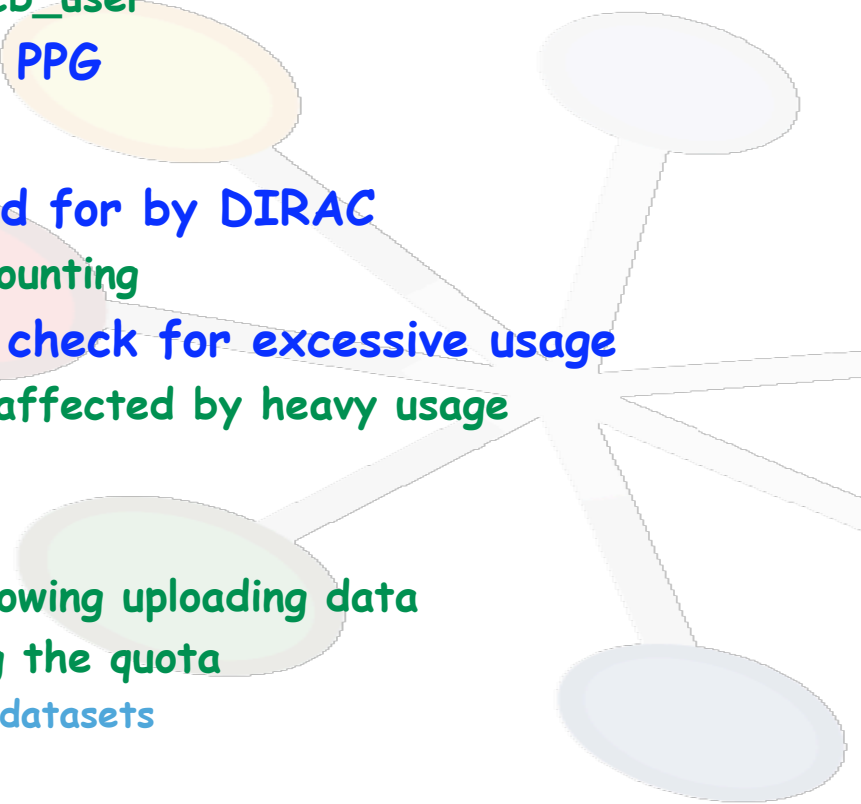 PPG
d for by DIRAC
ounting
check for excessive usage
affected by heavy usage
owing uploading data
the quota
datasets